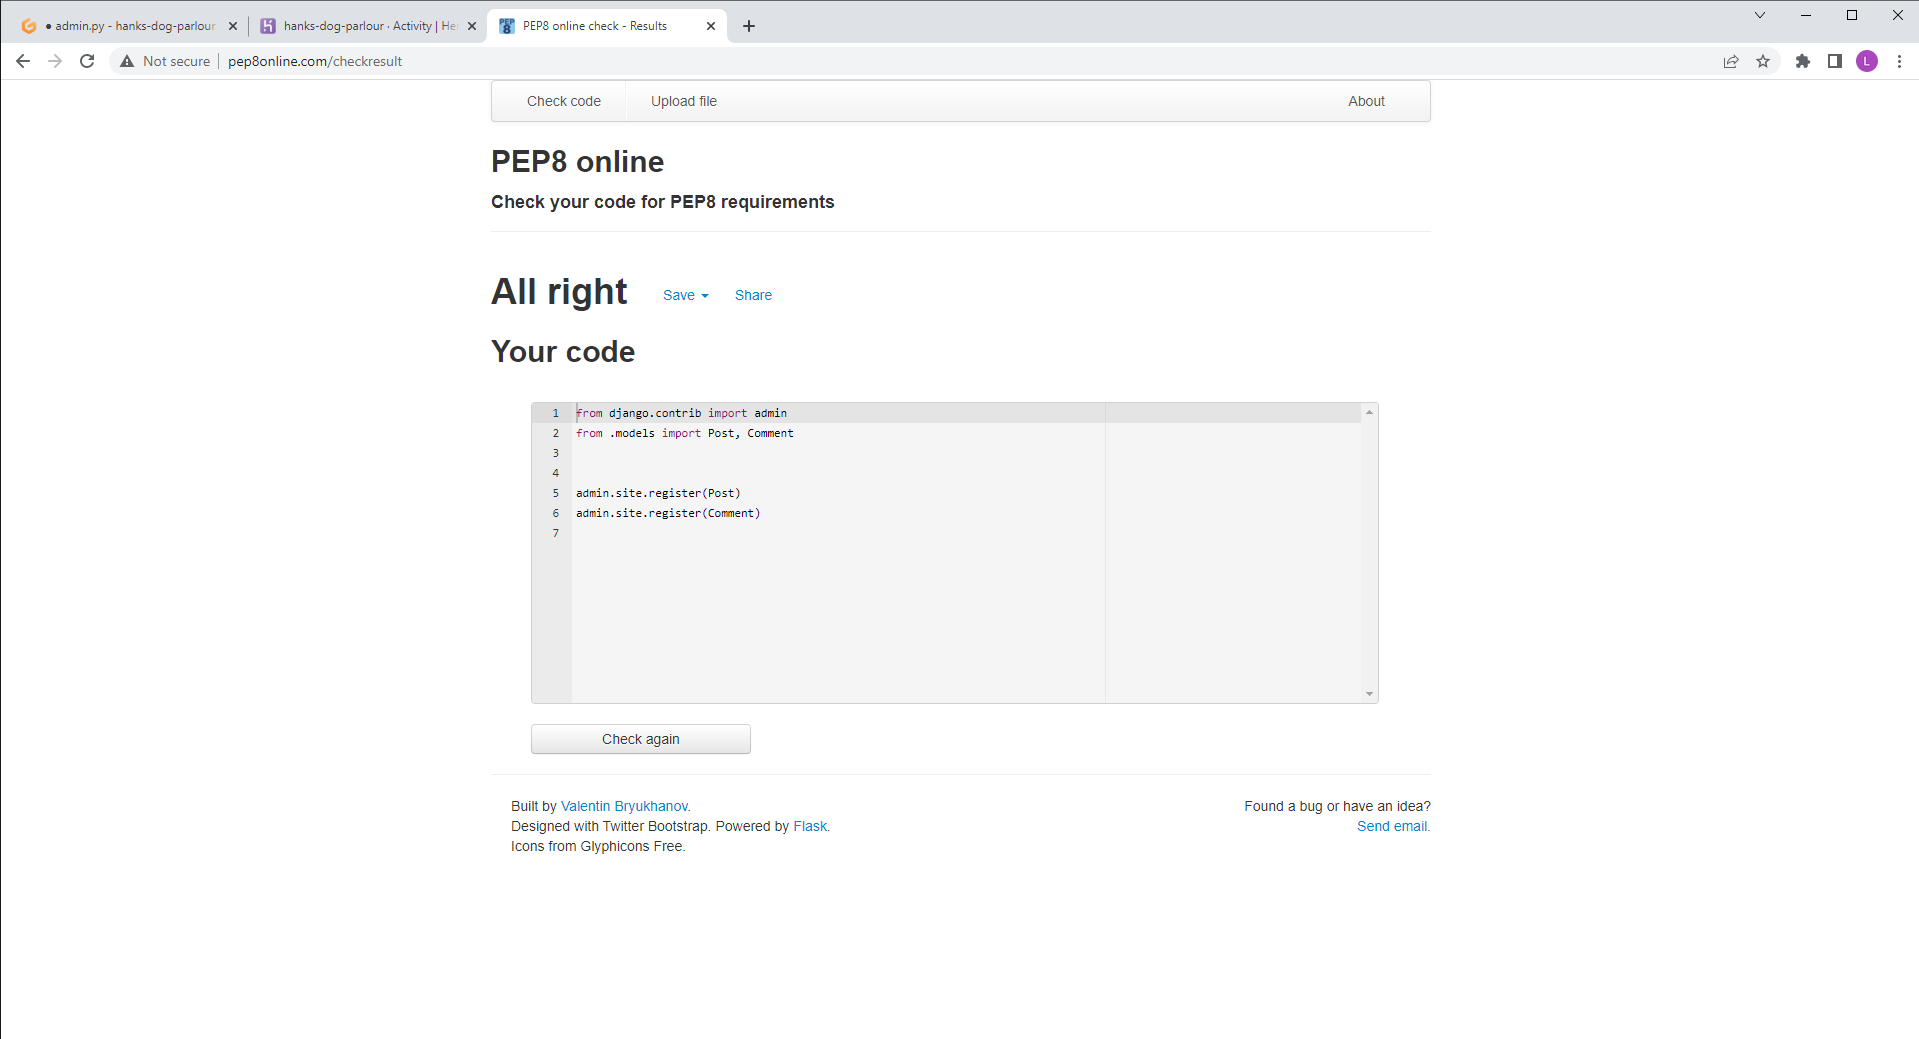 ● admin.py - hanks-dog-parlour
hanks-dog-parlour · Activity | He
PEP8 online check - Results
Not secure
pep8online.com/checkresult
L
Check code
Upload file
About
PEP8 online
Check your code for PEP8 requirements
All right
Save
Share
Your code
1 from django.contrib import admin
2 from .models import Post, Comment
3
4
5 admin.site.register(Post)
6 admin.site.register(Comment)
7
Check again
Built by Valentin Bryukhanov.
Designed with Twitter Bootstrap. Powered by Flask.
Icons from Glyphicons Free.
Found a bug or have an idea?
Send email.